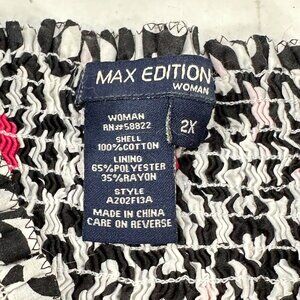 MAX EDITION
WOMAN
2X
WOMAN
RN#58822
SHELL
100%COTTON
LINING
65%POLYESTER
35%RAYON
STYLE
A202F13A
MADE IN CHINA
CARE ON REVERSE